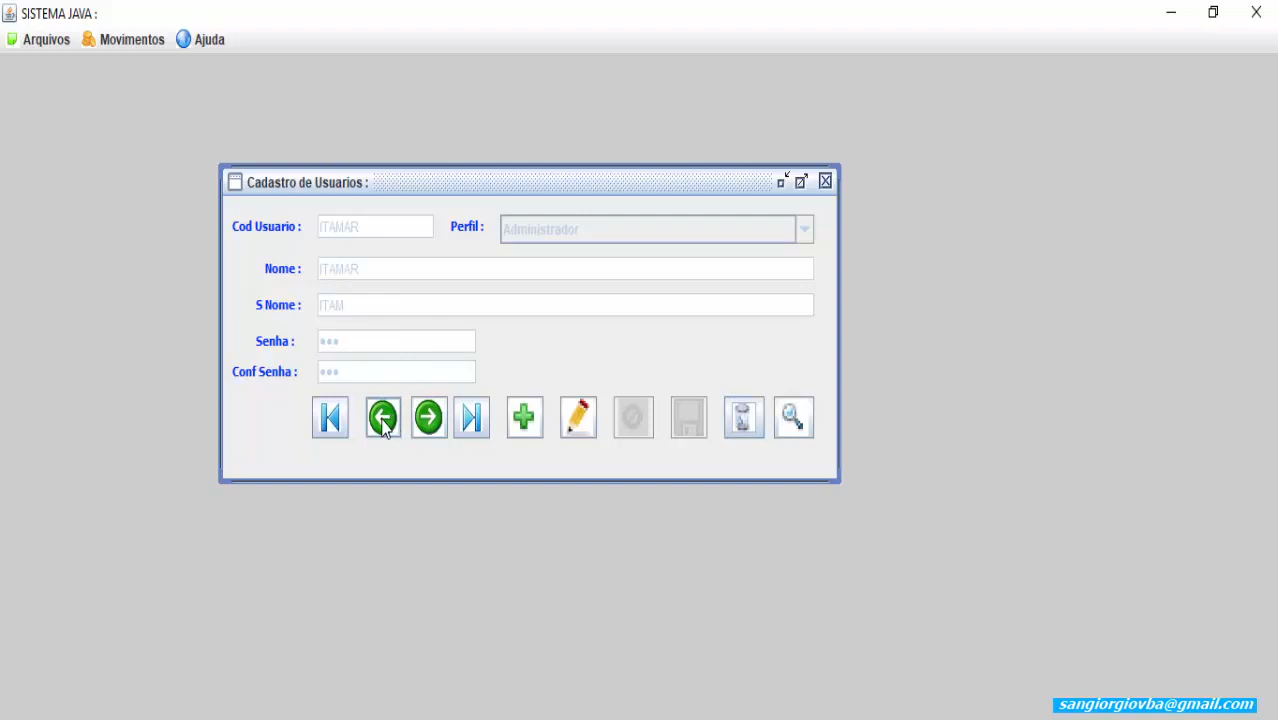 SISTEMA JAVA :
Arquivos Movimentos Ajuda
Cadastro de Usuarios :
Cod Usuario : ITAMAR Perfil : Administrador
Nome : ITAMAR
S Nome : ITAM
Senha : •••
Conf Senha : •••
sangiorgiovba@gmail.com